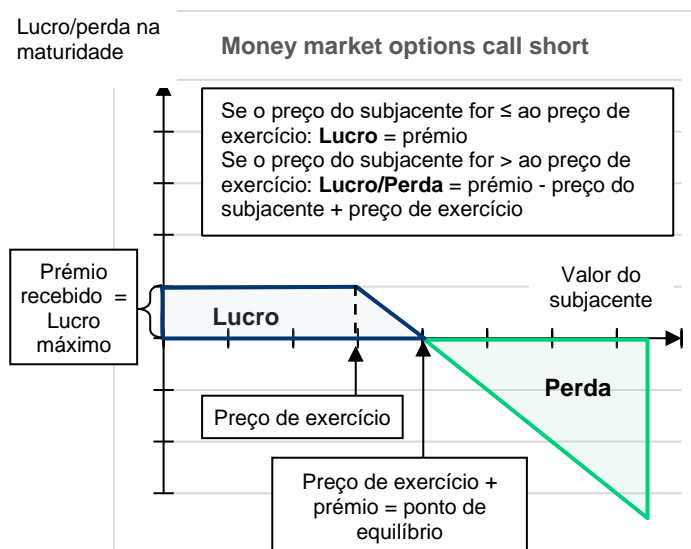 Lucro/perda na
maturidade
Money market options call short
Se o preço do subjacente for ≤ ao preço de
exercício: Lucro = prémio
Se o preço do subjacente for > ao preço de
exercício: Lucro/Perda = prémio - preço do
subjacente + preço de exercício
Prémio
recebido =
Lucro
máximo
Lucro
Valor do
subjacente
Perda
Preço de exercício
Preço de exercício +
prémio = ponto de
equilíbrio